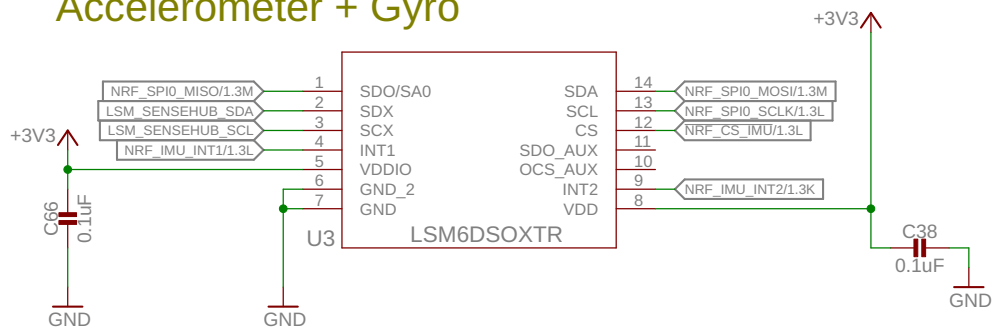 Accelerometer + Gyro
+3V3
NRF_SPI0_MISO/1.3M
1
SDO/SA0
SDA
14
NRF_SPI0_MOSI/1.3M
LSM_SENSEHUB_SDA
2
SDX
SCL
13
NRF_SPI0_SCLK/1.3L
LSM_SENSEHUB_SCL
3
SCX
CS
12
NRF_CS_IMU/1.3L
+3V3
NRF_IMU_INT1/1.3L
4
INT1
SDO_AUX
11
5
VDDIO
OCS_AUX
10
6
GND_2
INT2
9
NRF_IMU_INT2/1.3K
7
GND
VDD
8
C66
0.1uF
U3
LSM6DSOXTR
C38
0.1uF
GND
GND
GND